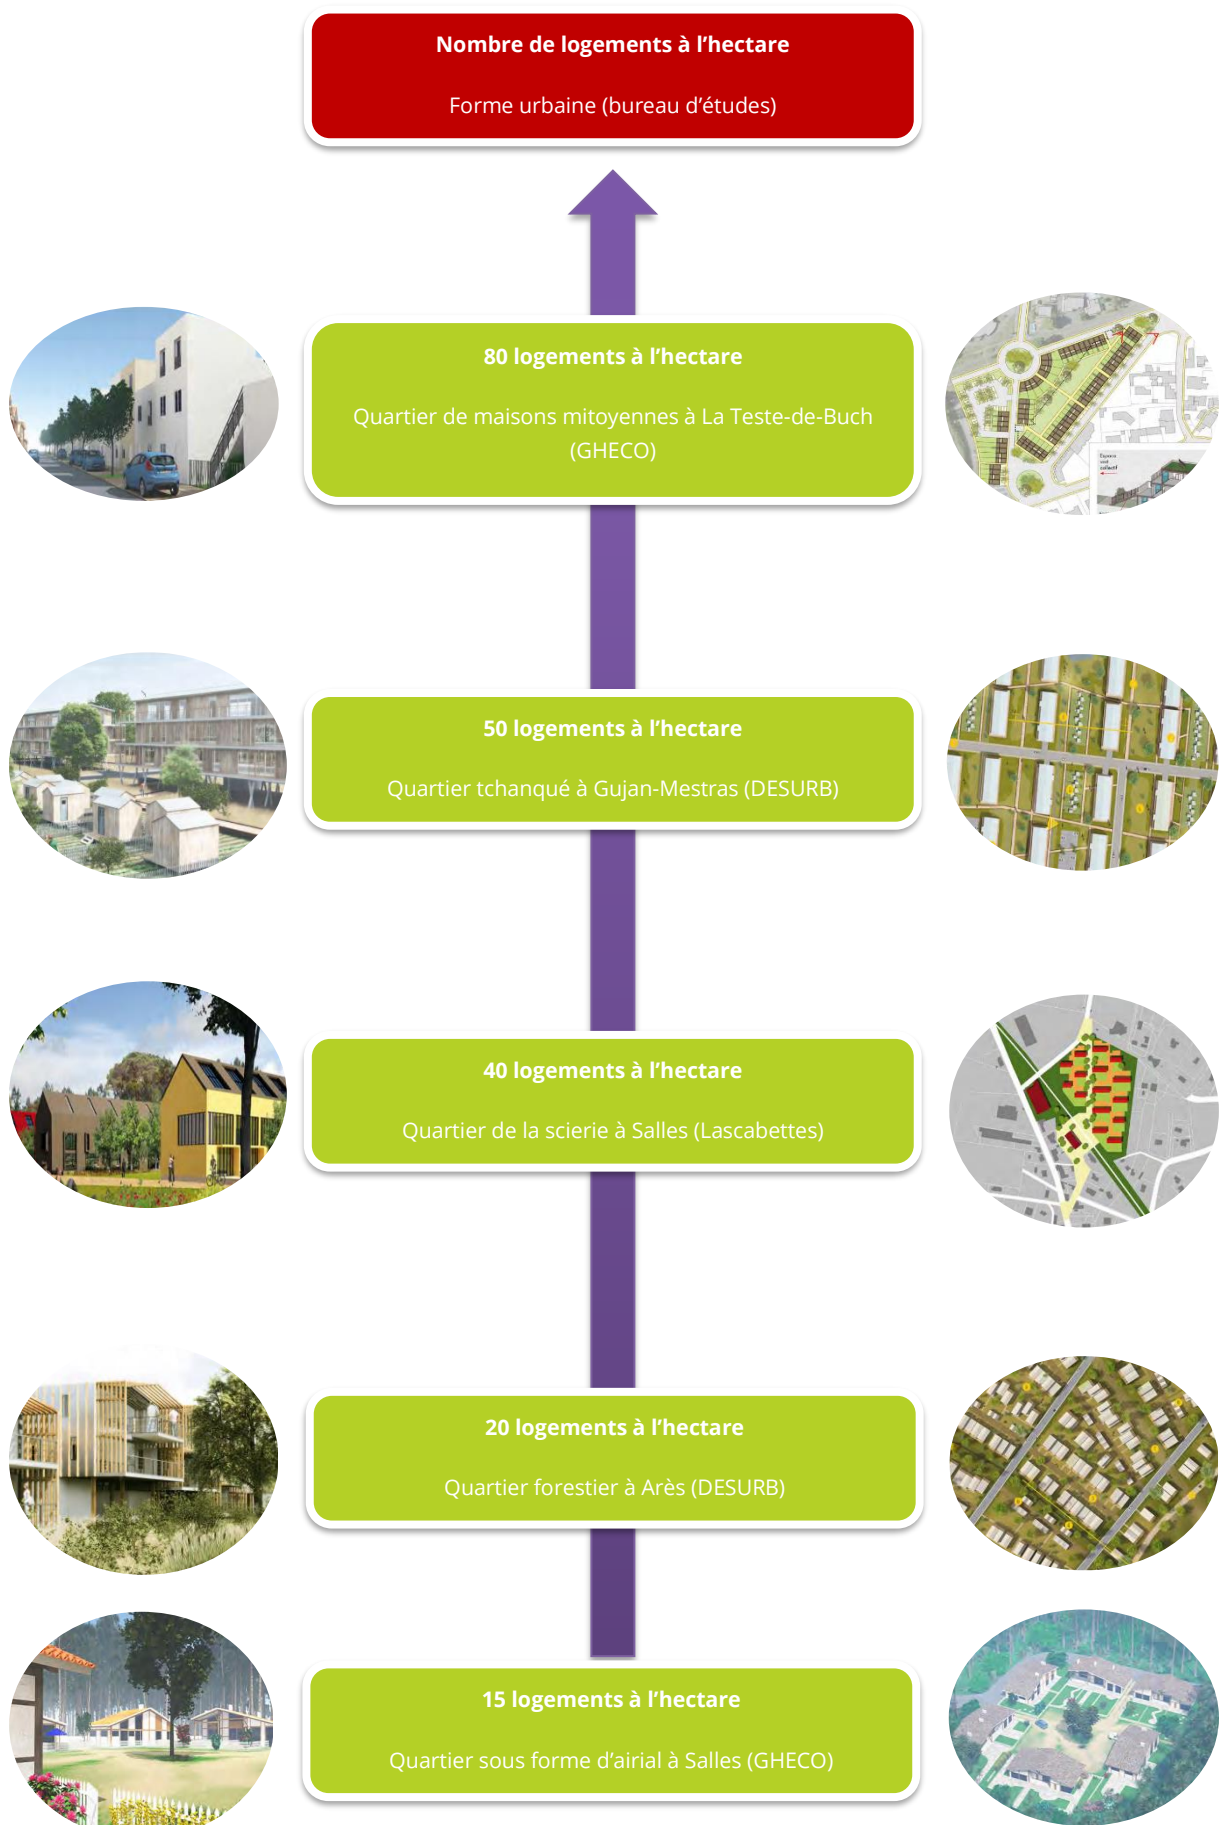 Nombre de logements à l’hectare
Forme urbaine (bureau d’études)
80 logements à l’hectare
Quartier de maisons mitoyennes à La Teste-de-Buch
(GHECO)
Espace
collectif
50 logements à l’hectare
Quartier tchanqué à Gujan-Mestras (DESURB)
40 logements à l’hectare
Quartier de la scierie à Salles (Lascabettes)
20 logements à l’hectare
Quartier forestier à Arès (DESURB)
15 logements à l’hectare
Quartier sous forme d’airial à Salles (GHECO)